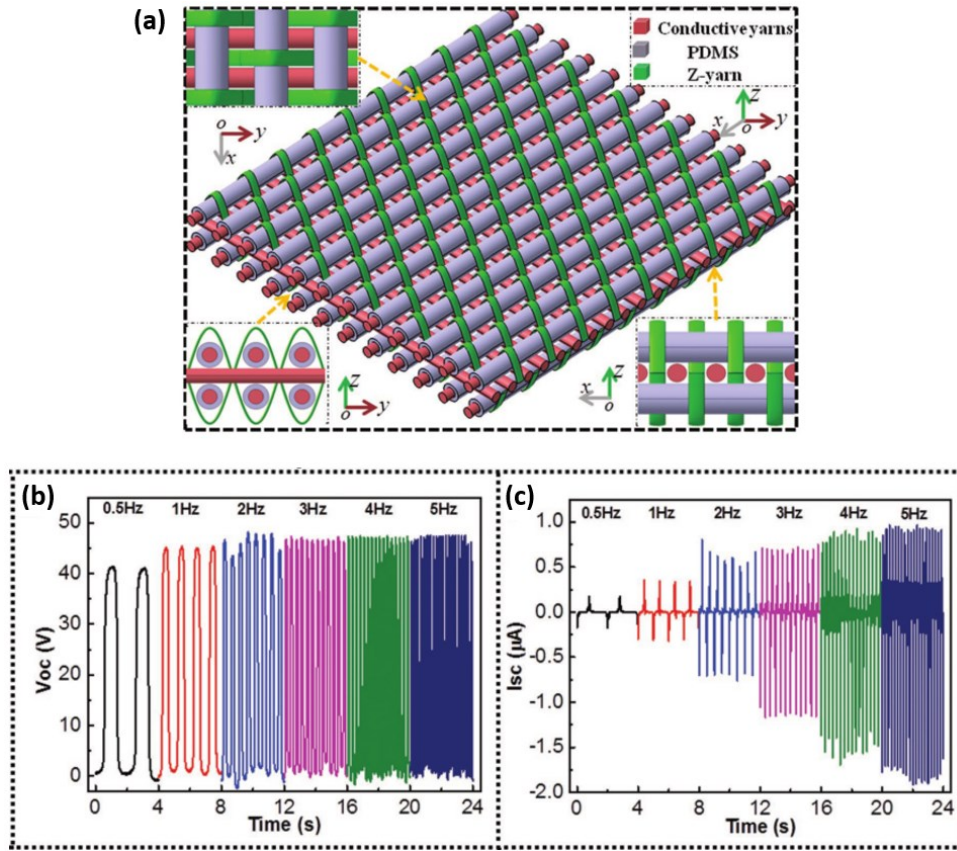 (a)
Conductive yarns
PDMS
Z-yarn
o
y
x
z
x
y
o
z
o
y
z
x
o
(b)
0.5Hz 1Hz 2Hz 3Hz 4Hz 5Hz
50
40
30
20
10
0
Voc (V)
0 4 8 12 16 20 24
Time (s)
(c)
0.5Hz 1Hz 2Hz 3Hz 4Hz 5Hz
1.0
0.5
0.0
-0.5
-1.0
-1.5
-2.0
Isc (μA)
0 4 8 12 16 20 24
Time (s)